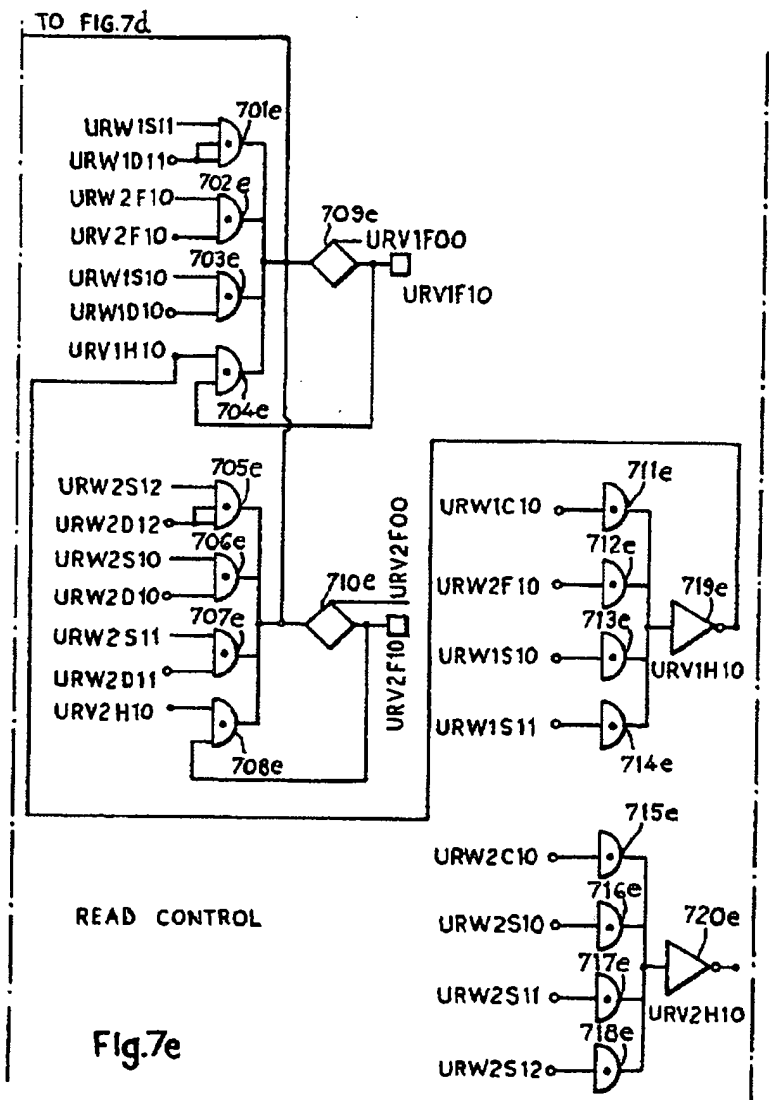 TO FIG.7d
701e
URW1S11
URW1D11
702e
URW2F10
URV2F10
709e
URV1F00
URV1F10
703e
URW1S10
URW1D10
URV1H10
704e
705e
URW2S12
URW2D12
706e
URW2S10
URW2D10
710e
URV2F00
URV2F10
707e
URW2S11
URW2D11
URV2H10
708e
711e
URW1C10
712e
URW2F10
719e
713e
URV1H10
URW1S10
URW1S11
714e
715e
URW2C10
716e
URW2S10
720e
717e
URW2S11
URV2H10
718e
URW2S12
READ CONTROL
Fig.7e